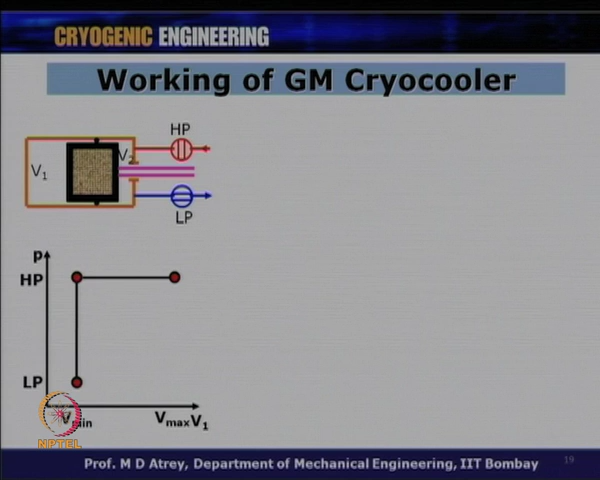 CRYOGENIC ENGINEERING
Working of GM Cryocooler
HP
V1
V2
LP
p
HP
LP
Vmin
Vmax V1
NPTEL
Prof. M D Atrey, Department of Mechanical Engineering, IIT Bombay
19